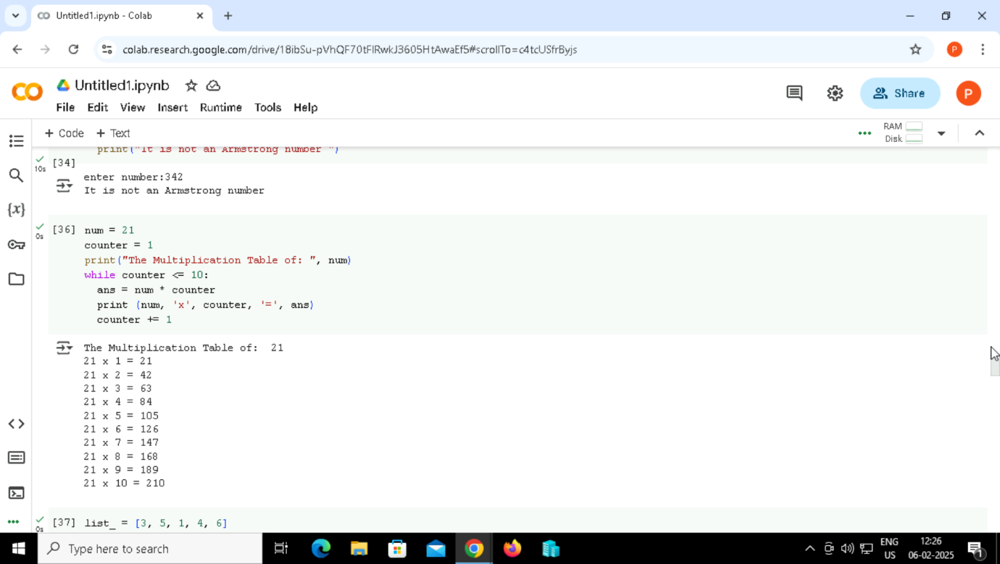 Untitled1.ipynb - Colab
colab.research.google.com/drive/18ibSu-pVhQF70tFlRwkJ3605HtAwaEf5#scrollTo=c4tcUSfrByjs
P
Untitled1.ipynb
File Edit View Insert Runtime Tools Help
Share
P
+ Code + Text
RAM
Disk
print("It is not an Armstrong number ")
10s
[34]
enter number:342
It is not an Armstrong number
{x}
0s
[36] num = 21
counter = 1
print("The Multiplication Table of: ", num)
while counter <= 10:
ans = num * counter
print (num, 'x', counter, '=', ans)
counter += 1
The Multiplication Table of:  21
21 x 1 = 21
21 x 2 = 42
21 x 3 = 63
21 x 4 = 84
21 x 5 = 105
21 x 6 = 126
21 x 7 = 147
21 x 8 = 168
21 x 9 = 189
21 x 10 = 210
0s
[37] list_ = [3, 5, 1, 4, 6]
Type here to search
ENG
US
12:26
06-02-2025
1